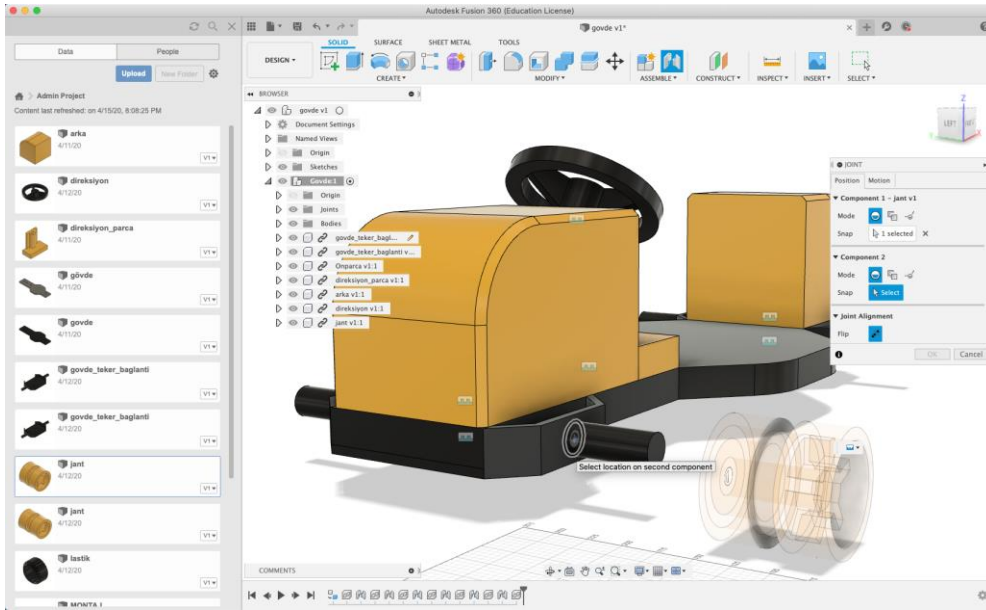 Autodesk Fusion 360 (Education License)
govde v1*
Data
People
Upload
New Folder
Admin Project
Content last refreshed: on 4/15/20, 8:08:25 PM
arka
4/11/20
V1
direksiyon
4/12/20
V1
direksiyon_parca
4/11/20
V1
gövde
4/11/20
V1
govde
4/11/20
V1
govde_teker_baglanti
4/12/20
V1
govde_teker_baglanti
4/12/20
V1
jant
4/12/20
V1
jant
4/12/20
V1
lastik
4/12/20
V1
MONTAJ
DESIGN
SOLID
SURFACE
SHEET METAL
TOOLS
CREATE
MODIFY
ASSEMBLE
CONSTRUCT
INSPECT
INSERT
SELECT
BROWSER
govde v1
Document Settings
Named Views
Origin
Sketches
Govde:1
Origin
Joints
Bodies
govde_teker_bagl...
govde_teker_baglanti v...
Onparca v1:1
direksiyon_parca v1:1
arka v1:1
direksiyon v1:1
jant v1:1
Z
LEFT
JOINT
Position
Motion
Component 1 - jant v1
Mode
Snap
1 selected
Component 2
Mode
Snap
Select
Joint Alignment
Flip
OK
Cancel
Select location on second component
COMMENTS